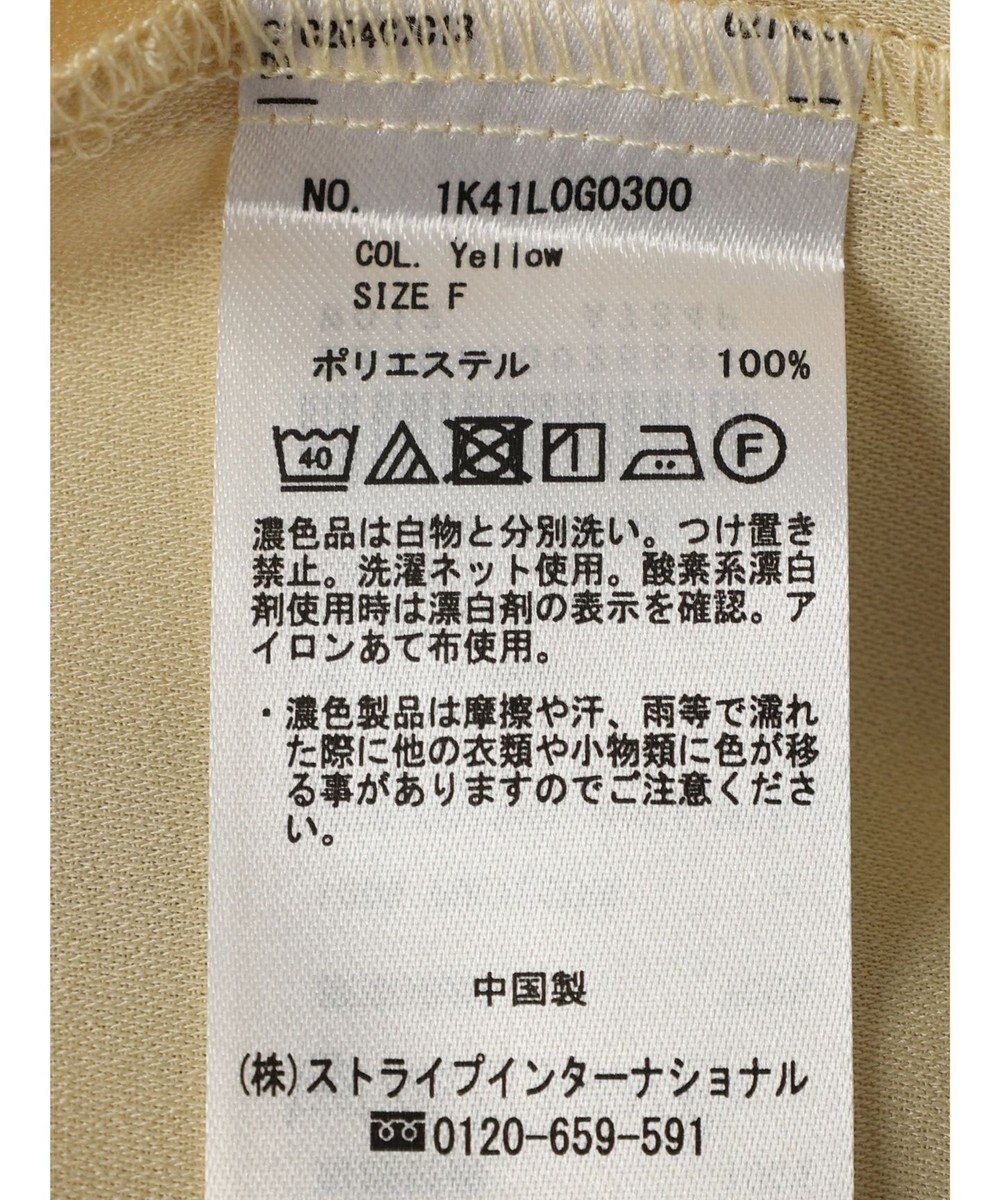 NO. 1K41L0G0300
COL. Yellow
SIZE F
ポリエステル 100%
40
F
濃色品は白物と分別洗い。つけ置き
禁止。洗濯ネット使用。酸素系漂白
剤使用時は漂白剤の表示を確認。ア
イロンあて布使用。
・濃色製品は摩擦や汗、雨等で濡れ
た際に他の衣類や小物類に色が移
る事がありますのでご注意くださ
い。
中国製
(株)ストライプインターナショナル
0120-659-591